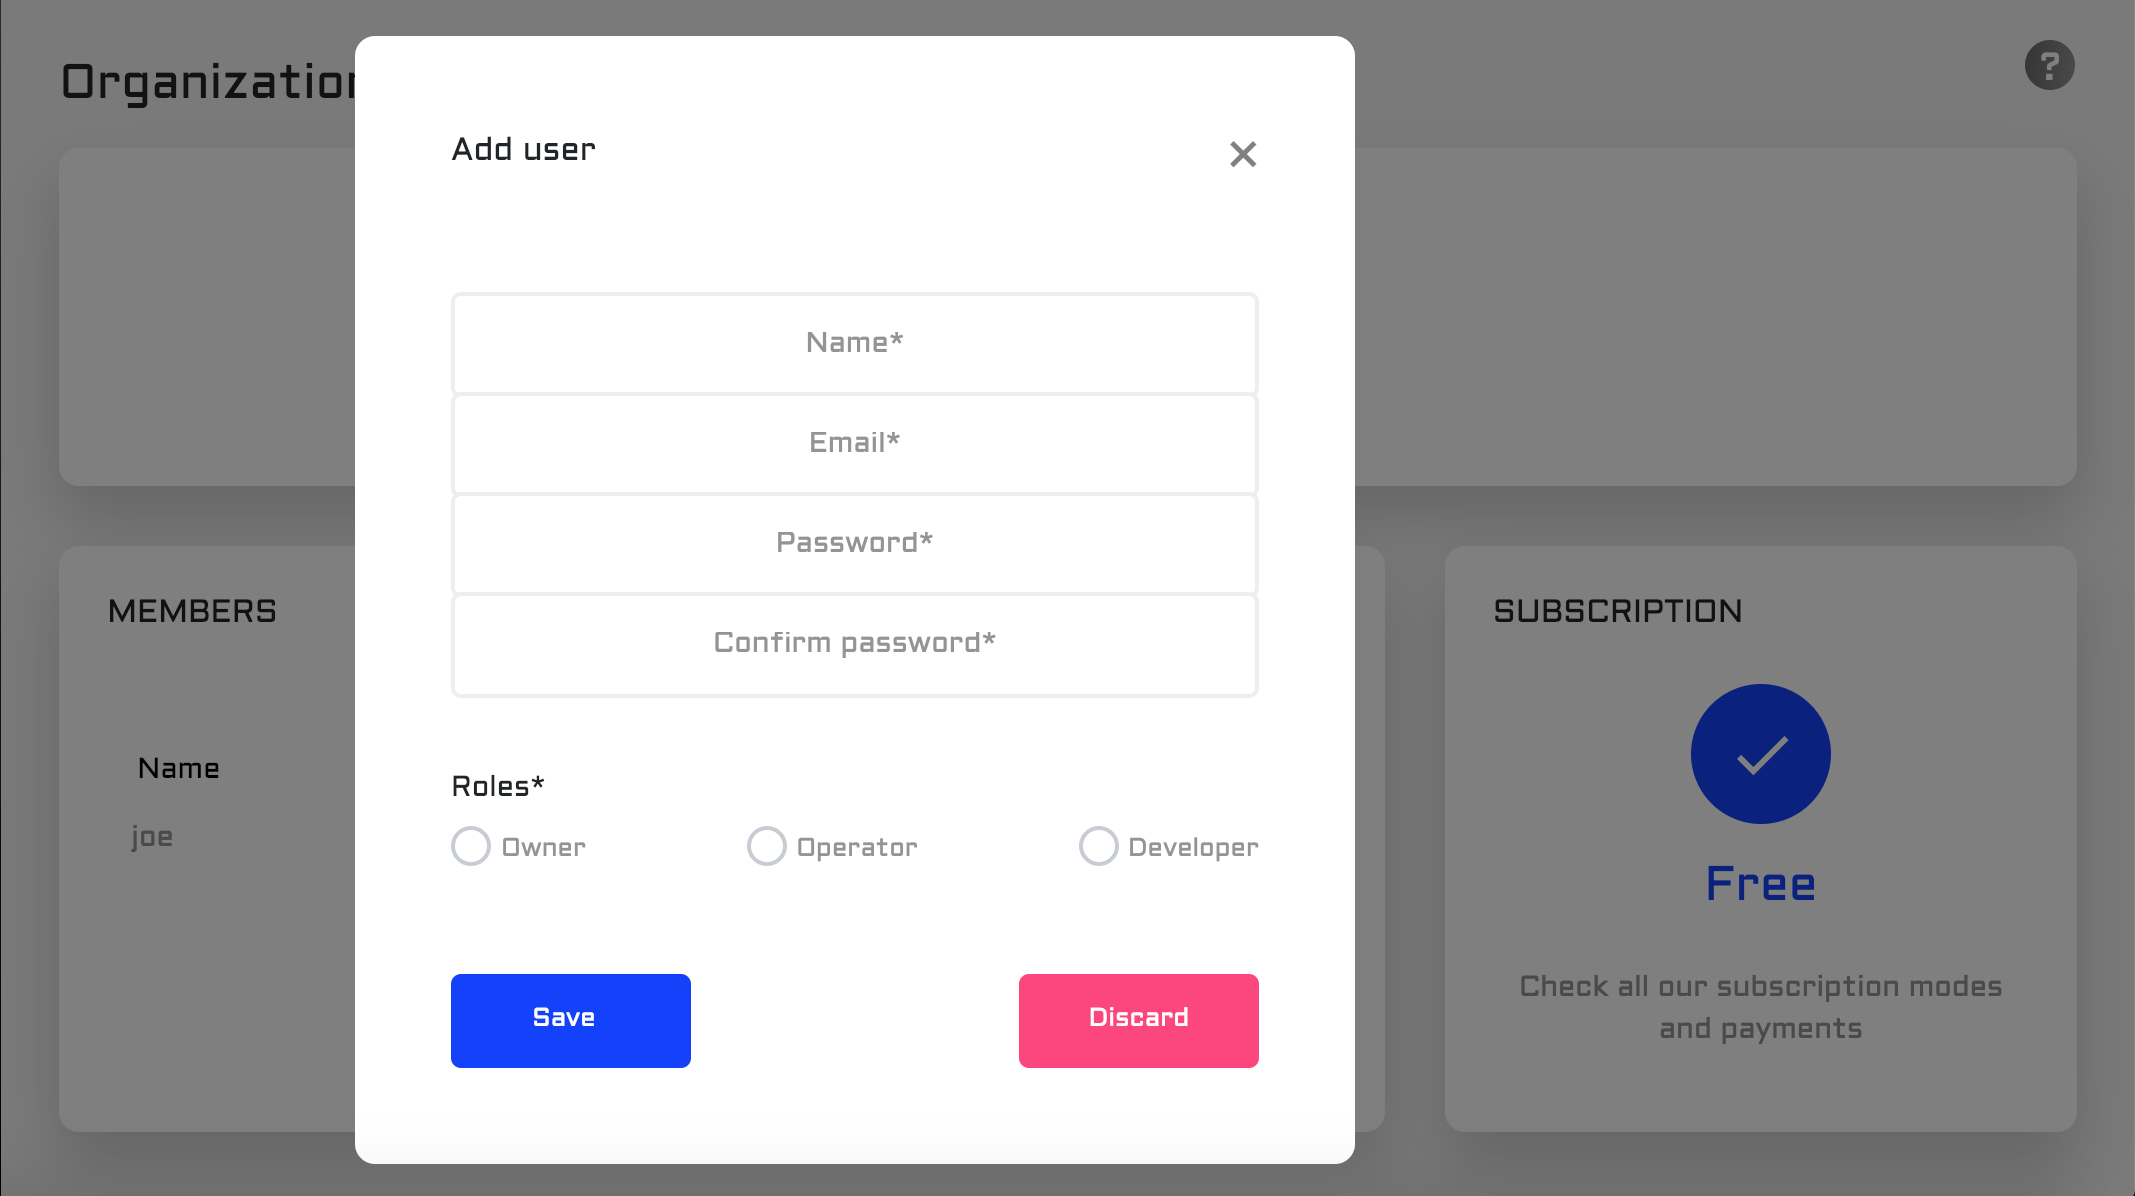 Organization
?
Add user
Name*
Email*
Password*
Confirm password*
Roles*
Owner
Operator
Developer
Save
Discard
MEMBERS
Name
joe
SUBSCRIPTION
Free
Check all our subscription modes
and payments